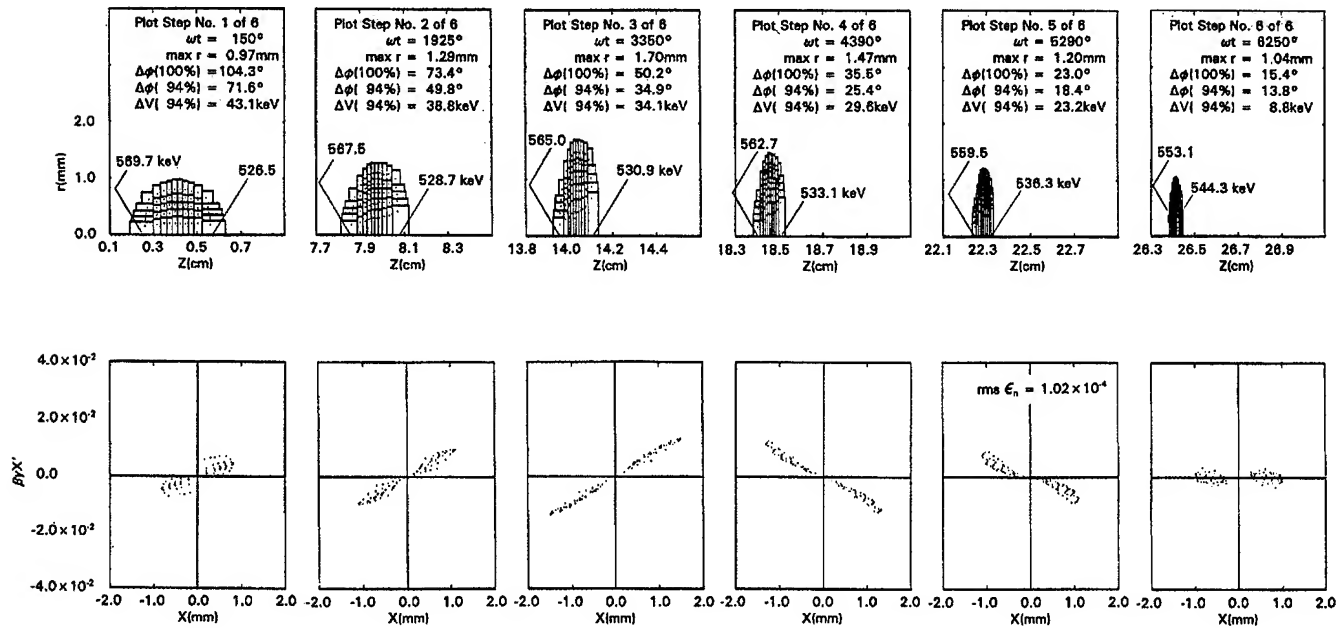 Plot Step No. 1 of 6
ωt = 150°
max r = 0.97mm
Δϕ(100%) = 104.3°
Δϕ( 94%) = 71.6°
ΔV( 94%) = 43.1keV
Plot Step No. 2 of 6
ωt = 1925°
max r = 1.29mm
Δϕ(100%) = 73.4°
Δϕ( 94%) = 49.8°
ΔV( 94%) = 38.8keV
Plot Step No. 3 of 6
ωt = 3350°
max r = 1.70mm
Δϕ(100%) = 50.2°
Δϕ( 94%) = 34.9°
ΔV( 94%) = 34.1keV
Plot Step No. 4 of 6
ωt = 4390°
max r = 1.47mm
Δϕ(100%) = 35.5°
Δϕ( 94%) = 25.4°
ΔV( 94%) = 29.6keV
Plot Step No. 5 of 6
ωt = 5290°
max r = 1.20mm
Δϕ(100%) = 23.0°
Δϕ( 94%) = 18.4°
ΔV( 94%) = 23.2keV
Plot Step No. 6 of 6
ωt = 6250°
max r = 1.04mm
Δϕ(100%) = 15.4°
Δϕ( 94%) = 13.8°
ΔV( 94%) = 8.8keV
r(mm)
2.0
1.0
0.0
569.7 keV
526.5
567.5
528.7 keV
565.0
530.9 keV
562.7
533.1 keV
559.5
536.3 keV
553.1
544.3 keV
0.1 0.3 0.5 0.7
Z(cm)
7.7 7.9 8.1 8.3
Z(cm)
13.8 14.0 14.2 14.4
Z(cm)
18.3 18.5 18.7 18.9
Z(cm)
22.1 22.3 22.5 22.7
Z(cm)
26.3 26.5 26.7 26.9
Z(cm)
βγX'
4.0×10⁻²
2.0×10⁻²
0.0
-2.0×10⁻²
-4.0×10⁻²
rms ϵₙ = 1.02×10⁻⁴
-2.0 -1.0 0.0 1.0 2.0
X(mm)
-1.0 0.0 1.0 2.0
X(mm)
-1.0 0.0 1.0 2.0
X(mm)
-1.0 0.0 1.0 2.0
X(mm)
-1.0 0.0 1.0 2.0
X(mm)
-1.0 0.0 1.0 2.0
X(mm)